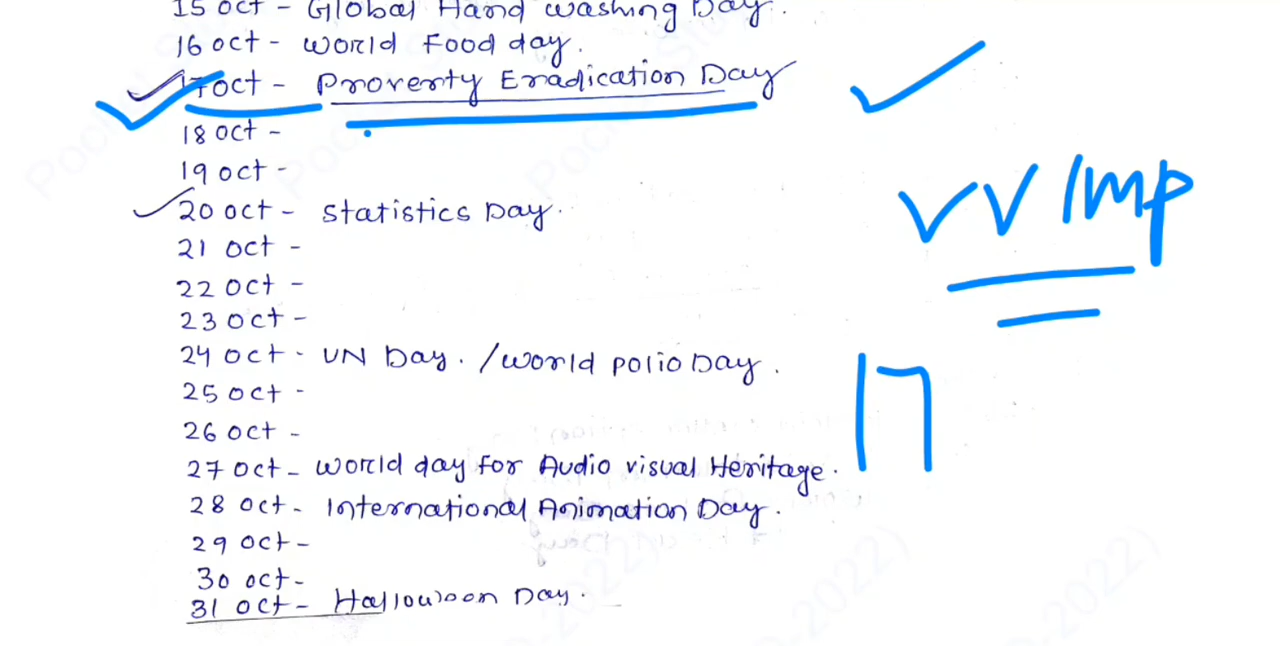 15 Oct - Global Hand washing Day.
16 oct - World Food day.
17 oct - Proverty Eradication Day
18 oct -
19 oct -
20 oct - Statistics Day.
VV Imp
21 oct -
22 oct -
23 oct -
24 oct - UN Day. / World Polio Day.
17
25 oct -
26 oct -
27 oct - World day for Audio visual Heritage.
28 oct - International Animation Day.
29 oct -
30 oct -
31 oct - Halloween Day.